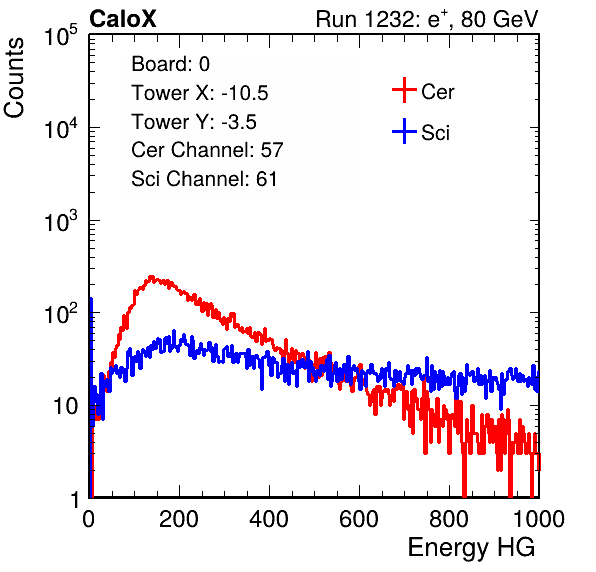 CaloX Run 1232: e⁺, 80 GeV
Counts
10⁵
10⁴
10³
10²
10
1
Board: 0
Tower X: -10.5
Tower Y: -3.5
Cer Channel: 57
Sci Channel: 61
Cer
Sci
0 200 400 600 800 1000
Energy HG